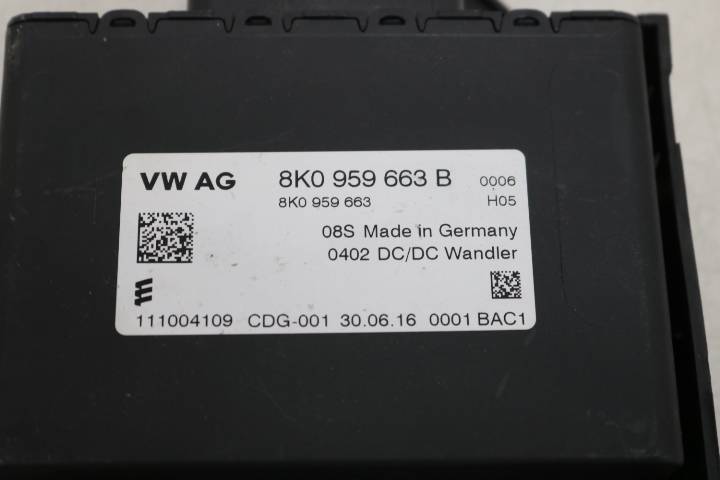 VW AG 8K0 959 663 B 0006
8K0 959 663 H05
08S Made in Germany
0402 DC/DC Wandler
111004109 CDG-001 30.06.16 0001 BAC1